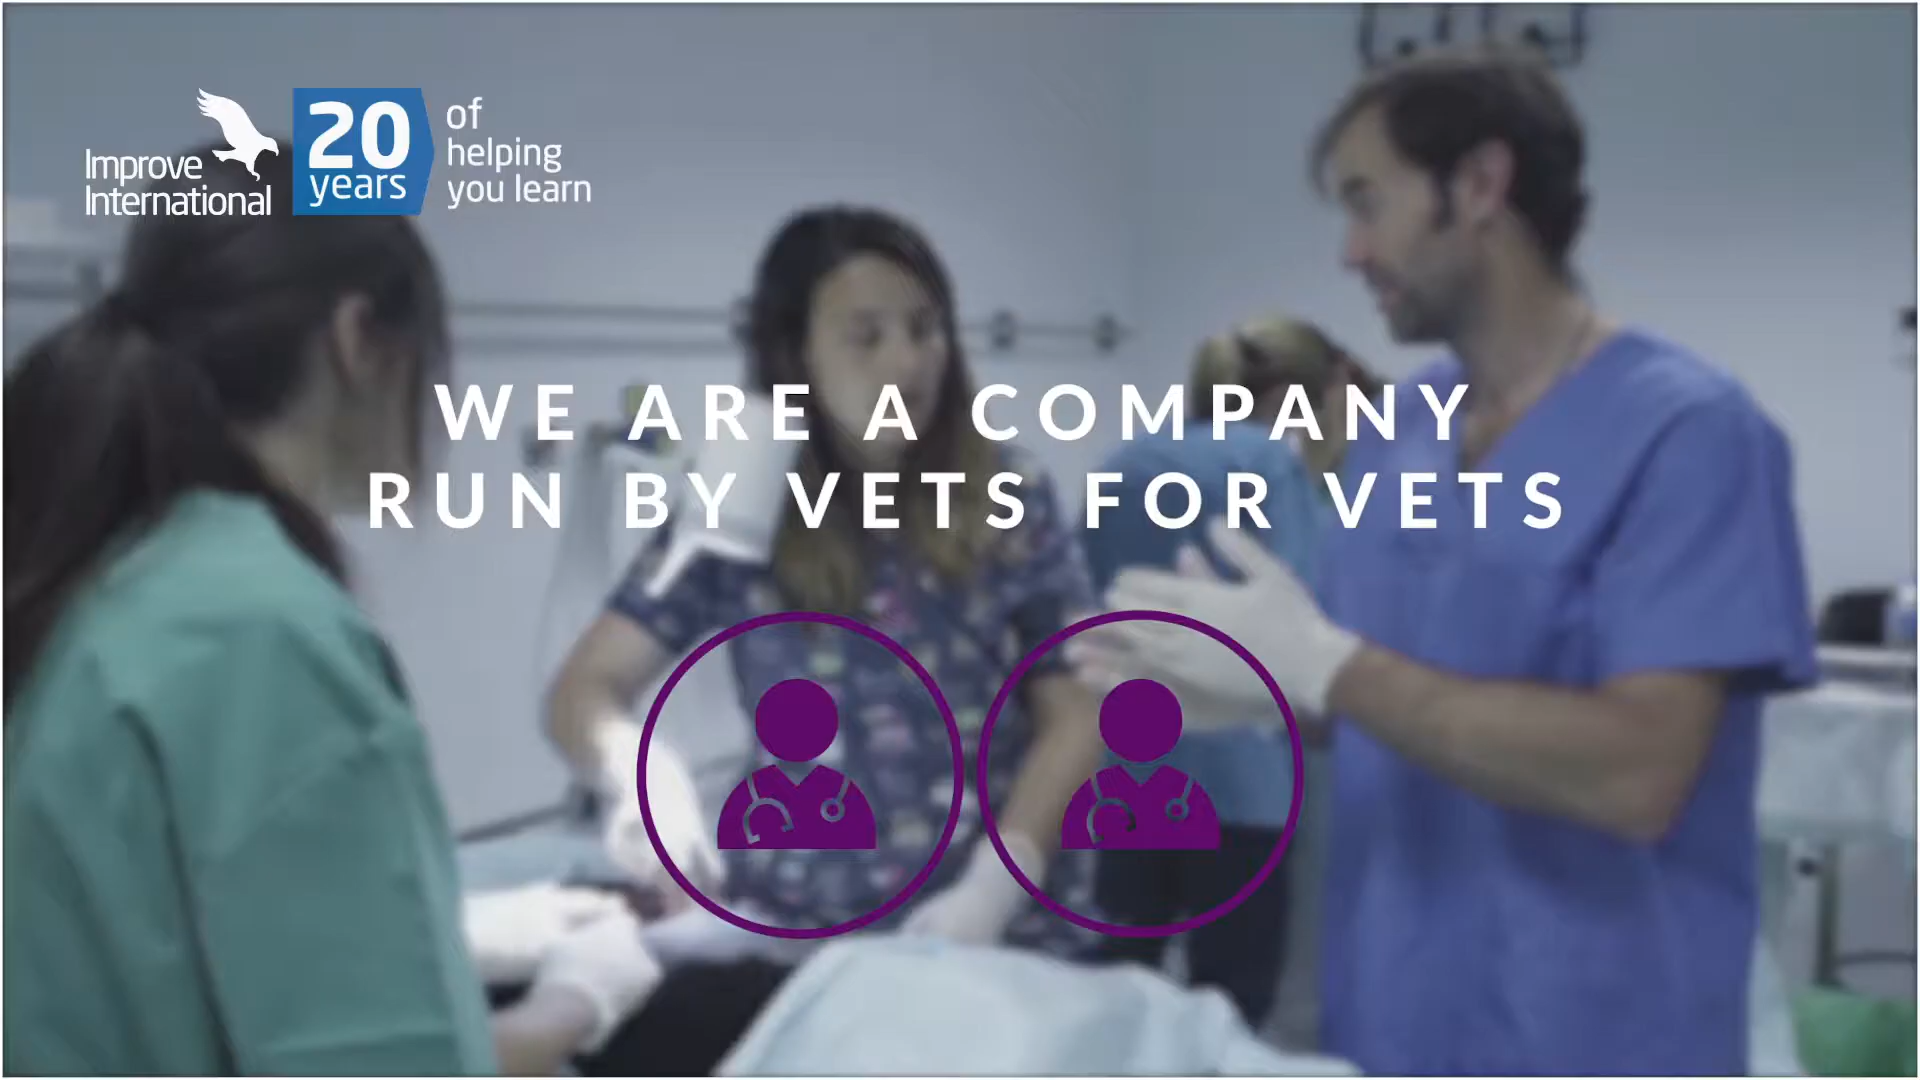 Improve
International
20
years
of
helping
you learn
WE ARE A COMPANY
RUN BY VETS FOR VETS